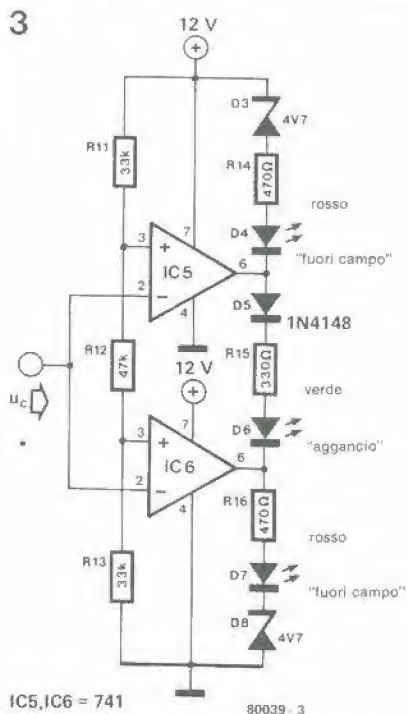 3
12 V
D3
4V7
R11
33k
R14
470Ω
rosso
D4
"fuori campo"
7
3
+
IC5
6
2
−
4
D5
1N4148
R12
47k
R15
330Ω
12 V
verde
uc
7
D6
3
+
IC6
6
"aggancio"
2
−
4
R16
470Ω
rosso
R13
33k
D7
"fuori campo"
D8
4V7
IC5,IC6 = 741
80039 - 3